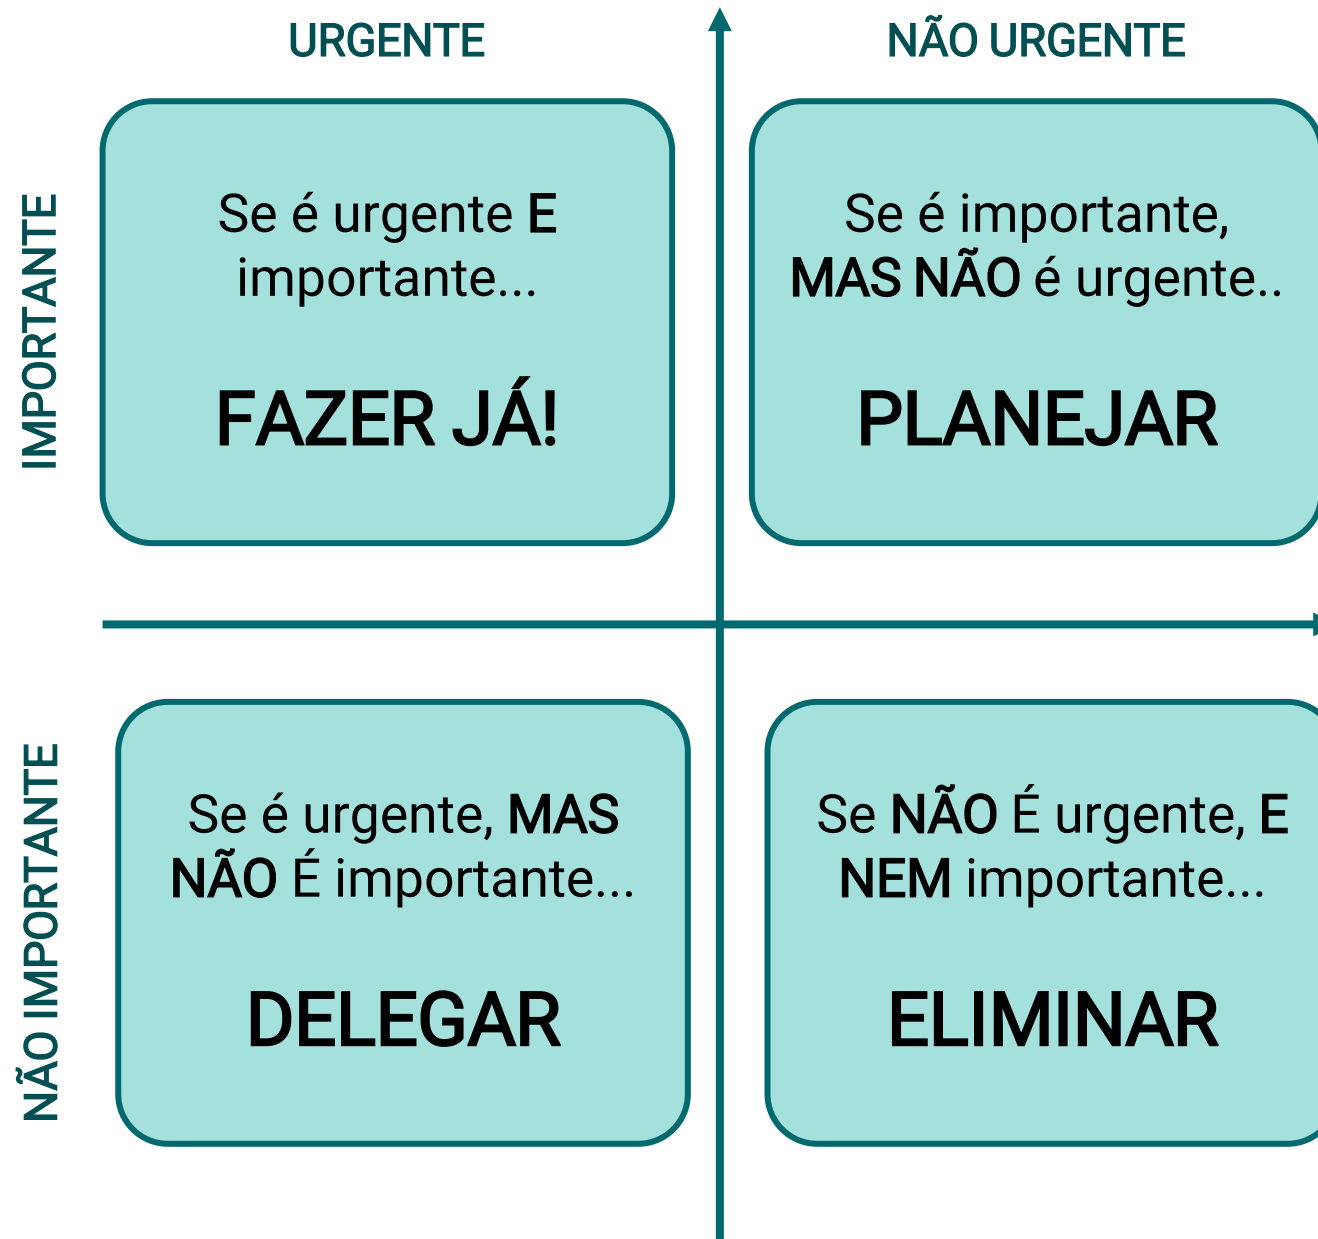 URGENTE
NÃO URGENTE
IMPORTANTE
Se é urgente E
importante...
FAZER JÁ!
Se é importante,
MAS NÃO é urgente..
PLANEJAR
NÃO IMPORTANTE
Se é urgente, MAS
NÃO É importante...
DELEGAR
Se NÃO É urgente, E
NEM importante...
ELIMINAR